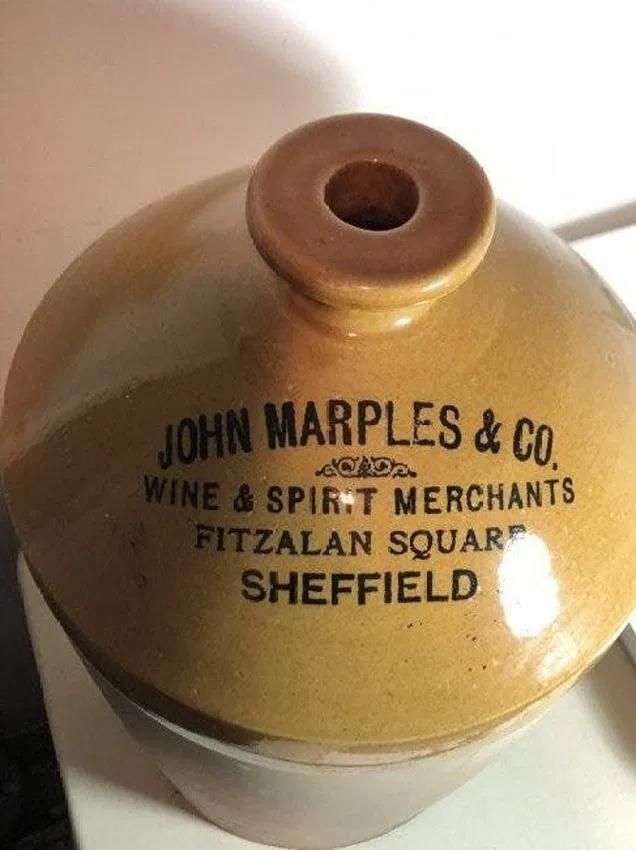 JOHN MARPLES & CO.
WINE & SPIRIT MERCHANTS
FITZALAN SQUARE
SHEFFIELD